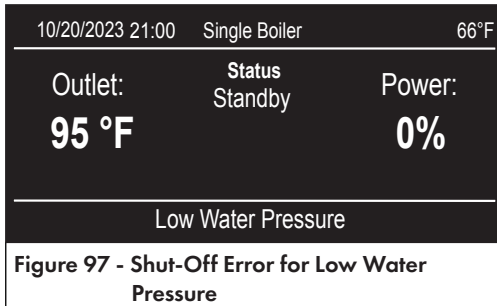 10/20/2023 21:00 Single Boiler 66°F
Outlet: Status Power:
Standby
95 °F 0%
Low Water Pressure
Figure 97 - Shut-Off Error for Low Water
Pressure